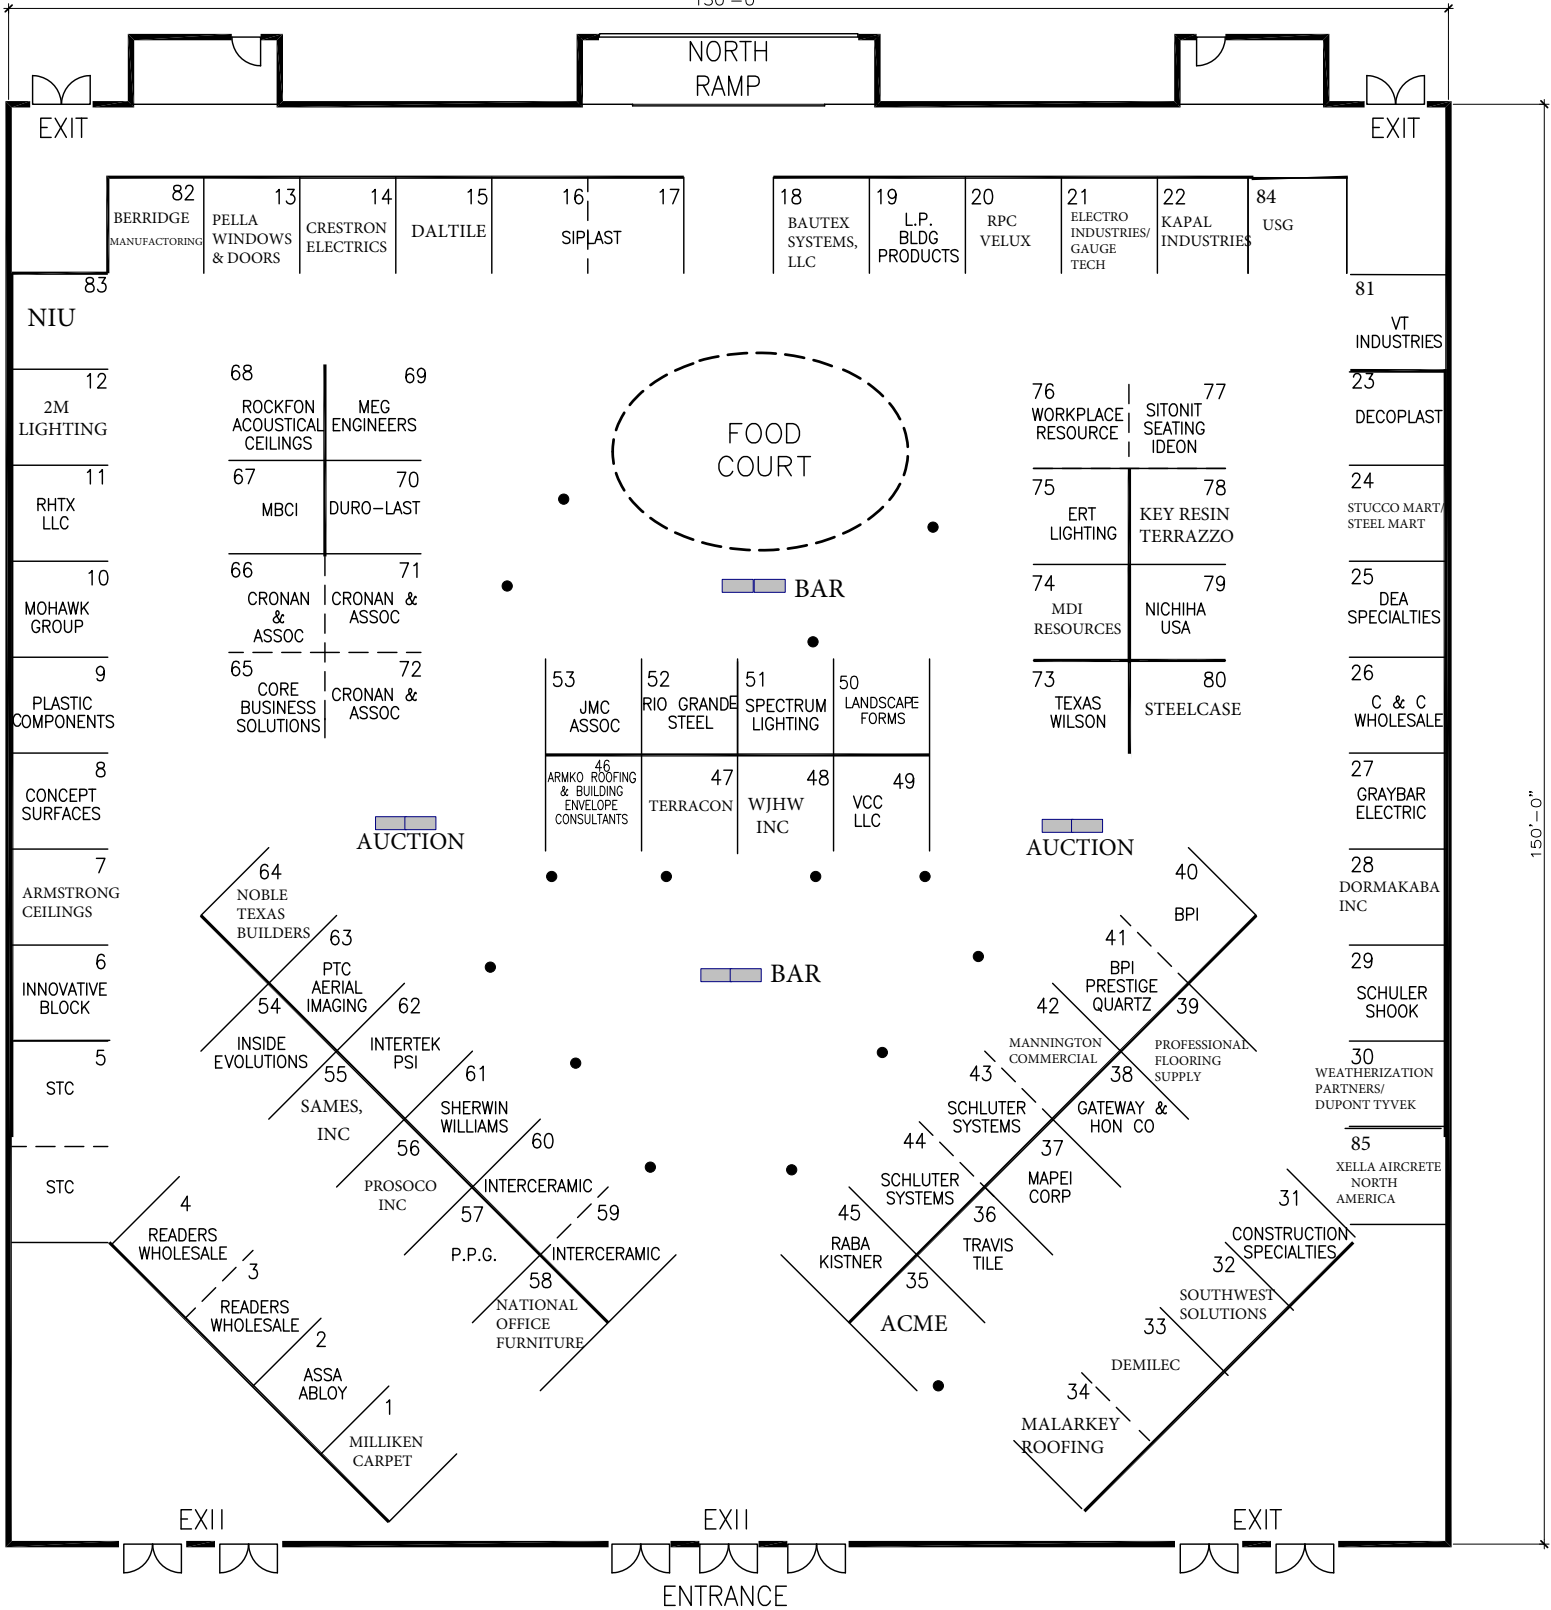 NORTH
RAMP
EXIT
EXIT
82
BERRIDGE
MANUFACTORING
13
PELLA
WINDOWS
& DOORS
14
CRESTRON
ELECTRICS
15
DALTILE
16
SIPLAST
17
18
BAUTEX
SYSTEMS,
LLC
19
L.P.
BLDG
PRODUCTS
20
RPC
VELUX
21
ELECTRO
INDUSTRIES/
GAUGE
TECH
22
KAPAL
INDUSTRIES
84
USG
83
NIU
12
2M
LIGHTING
11
RHTX
LLC
10
MOHAWK
GROUP
9
PLASTIC
COMPONENTS
8
CONCEPT
SURFACES
7
ARMSTRONG
CEILINGS
6
INNOVATIVE
BLOCK
5
STC
STC
68
ROCKFON
ACOUSTICAL
CEILINGS
69
MEG
ENGINEERS
67
MBCI
70
DURO-LAST
66
CRONAN
&
ASSOC
71
CRONAN &
ASSOC
65
CORE
BUSINESS
SOLUTIONS
72
CRONAN &
ASSOC
FOOD
COURT
BAR
76
WORKPLACE
RESOURCE
77
SITONIT
SEATING
IDEON
75
ERT
LIGHTING
78
KEY RESIN
TERRAZZO
74
MDI
RESOURCES
79
NICHIHA
USA
73
TEXAS
WILSON
80
STEELCASE
81
VT
INDUSTRIES
23
DECOPLAST
24
STUCCO MART/
STEEL MART
25
DEA
SPECIALTIES
26
C & C
WHOLESALE
27
GRAYBAR
ELECTRIC
28
DORMAKABA
INC
29
SCHULER
SHOOK
30
WEATHERIZATION
PARTNERS/
DUPONT TYVEK
85
XELLA AIRCRETE
NORTH
AMERICA
150'-0"
53
JMC
ASSOC
52
RIO GRANDE
STEEL
51
SPECTRUM
LIGHTING
50
LANDSCAPE
FORMS
46
ARMKO ROOFING
& BUILDING
ENVELOPE
CONSULTANTS
47
TERRACON
48
WJHW
INC
49
VCC
LLC
AUCTION
AUCTION
BAR
64
NOBLE
TEXAS
BUILDERS
63
PTC
AERIAL
IMAGING
54
INSIDE
EVOLUTIONS
62
INTERTEK
PSI
55
SAMES,
INC
61
SHERWIN
WILLIAMS
56
PROSOCO
INC
60
INTERCERAMIC
57
P.P.G.
59
INTERCERAMIC
58
NATIONAL
OFFICE
FURNITURE
40
BPI
41
BPI
PRESTIGE
QUARTZ
39
PROFESSIONAL
FLOORING
SUPPLY
42
MANNINGTON
COMMERCIAL
38
GATEWAY &
HON CO
43
SCHLUTER
SYSTEMS
37
MAPEI
CORP
44
SCHLUTER
SYSTEMS
36
TRAVIS
TILE
45
RABA
KISTNER
35
ACME
4
READERS
WHOLESALE
3
READERS
WHOLESALE
2
ASSA
ABLOY
1
MILLIKEN
CARPET
31
CONSTRUCTION
SPECIALTIES
32
SOUTHWEST
SOLUTIONS
33
DEMILEC
34
MALARKEY
ROOFING
EXIT
EXIT
EXIT
ENTRANCE